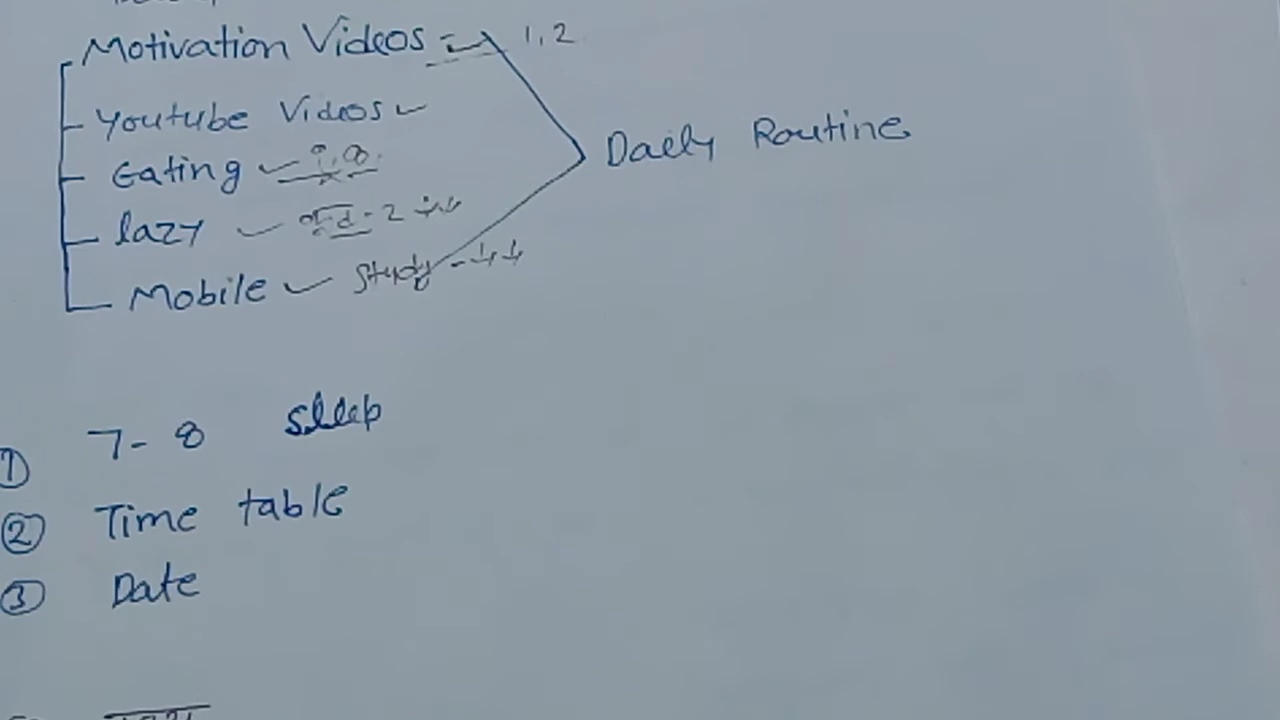 Motivation Videos 1, 2
Youtube Videos
Eating
lazy
Mobile Study
Daily Routine
① 7-8 sleep
② Time table
③ Date